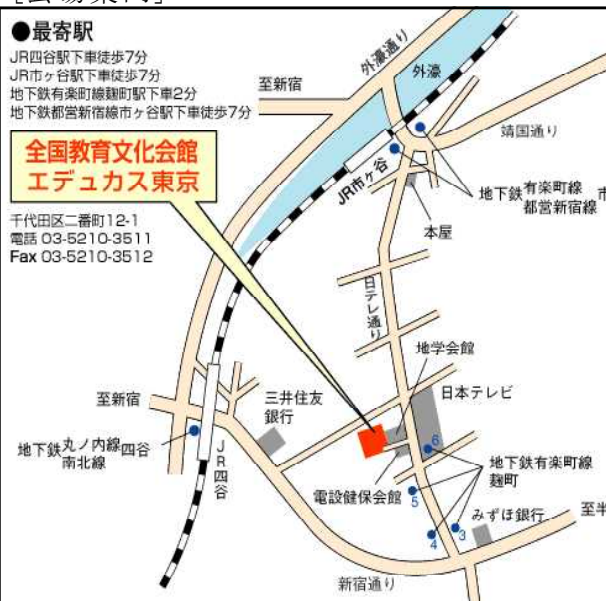 [会場案内]
●最寄駅
JR四谷駅下車徒歩7分
JR市ヶ谷駅下車徒歩7分
地下鉄有楽町線麹町駅下車2分
地下鉄都営新宿線市ヶ谷駅下車徒歩7分
全国教育文化会館
エデュカス東京
千代田区二番町12-1
電話 03-5210-3511
Fax 03-5210-3512
外濠通り
外濠
至新宿
靖国通り
JR市ヶ谷
地下鉄 有楽町線 市
都営新宿線
本屋
日テレ通り
地学会館
日本テレビ
至新宿
三井住友
銀行
地下鉄 丸ノ内線 四谷
南北線
JR四谷
6
地下鉄有楽町線
麹町
電設健保会館
5
みずほ銀行
至半
4
3
新宿通り